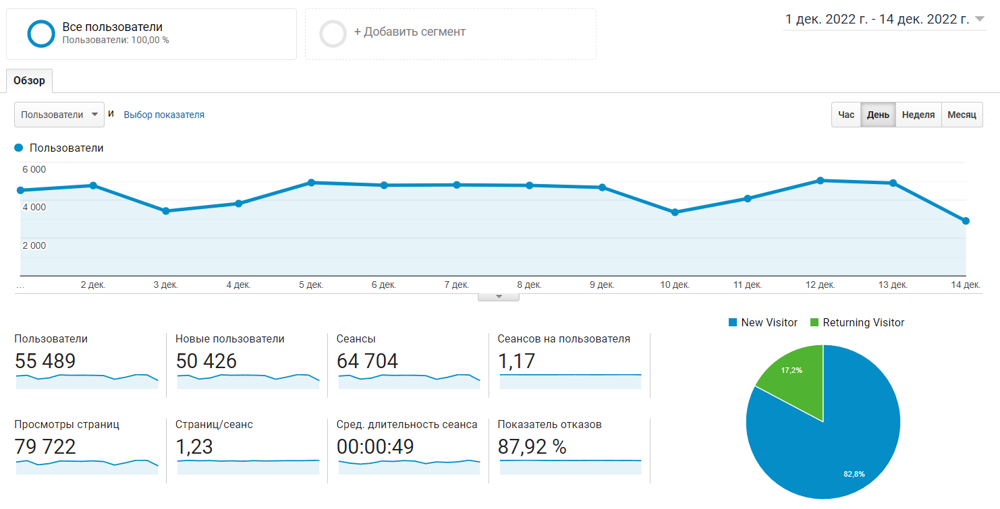 Все пользователи
Пользователи: 100,00 %
+ Добавить сегмент
1 дек. 2022 г. - 14 дек. 2022 г.
Обзор
Пользователи и Выбор показателя
Час День Неделя Месяц
Пользователи
6 000
4 000
2 000
... 2 дек. 3 дек. 4 дек. 5 дек. 6 дек. 7 дек. 8 дек. 9 дек. 10 дек. 11 дек. 12 дек. 13 дек. 14 дек.
Пользователи
55 489
Новые пользователи
50 426
Сеансы
64 704
Сеансов на пользователя
1,17
Просмотры страниц
79 722
Страниц/сеанс
1,23
Сред. длительность сеанса
00:00:49
Показатель отказов
87,92 %
New Visitor Returning Visitor
17,2%
82,8%